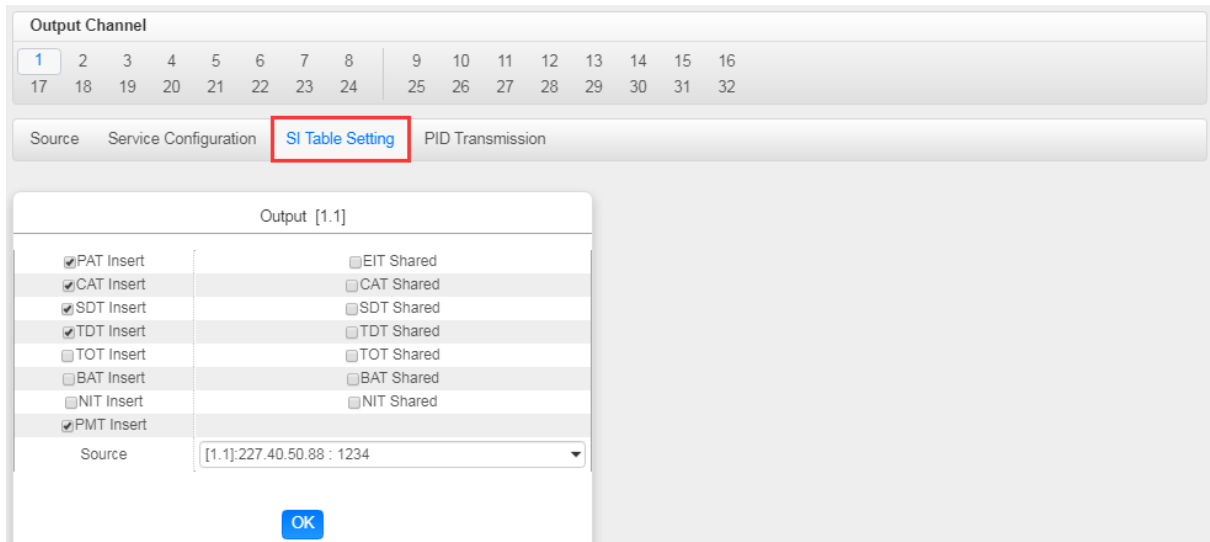 Output Channel
1 2 3 4 5 6 7 8 9 10 11 12 13 14 15 16
17 18 19 20 21 22 23 24 25 26 27 28 29 30 31 32
Source Service Configuration SI Table Setting PID Transmission
Output [1.1]
PAT Insert EIT Shared
CAT Insert CAT Shared
SDT Insert SDT Shared
TDT Insert TDT Shared
TOT Insert TOT Shared
BAT Insert BAT Shared
NIT Insert NIT Shared
PMT Insert
Source [1.1]:227.40.50.88 : 1234
OK